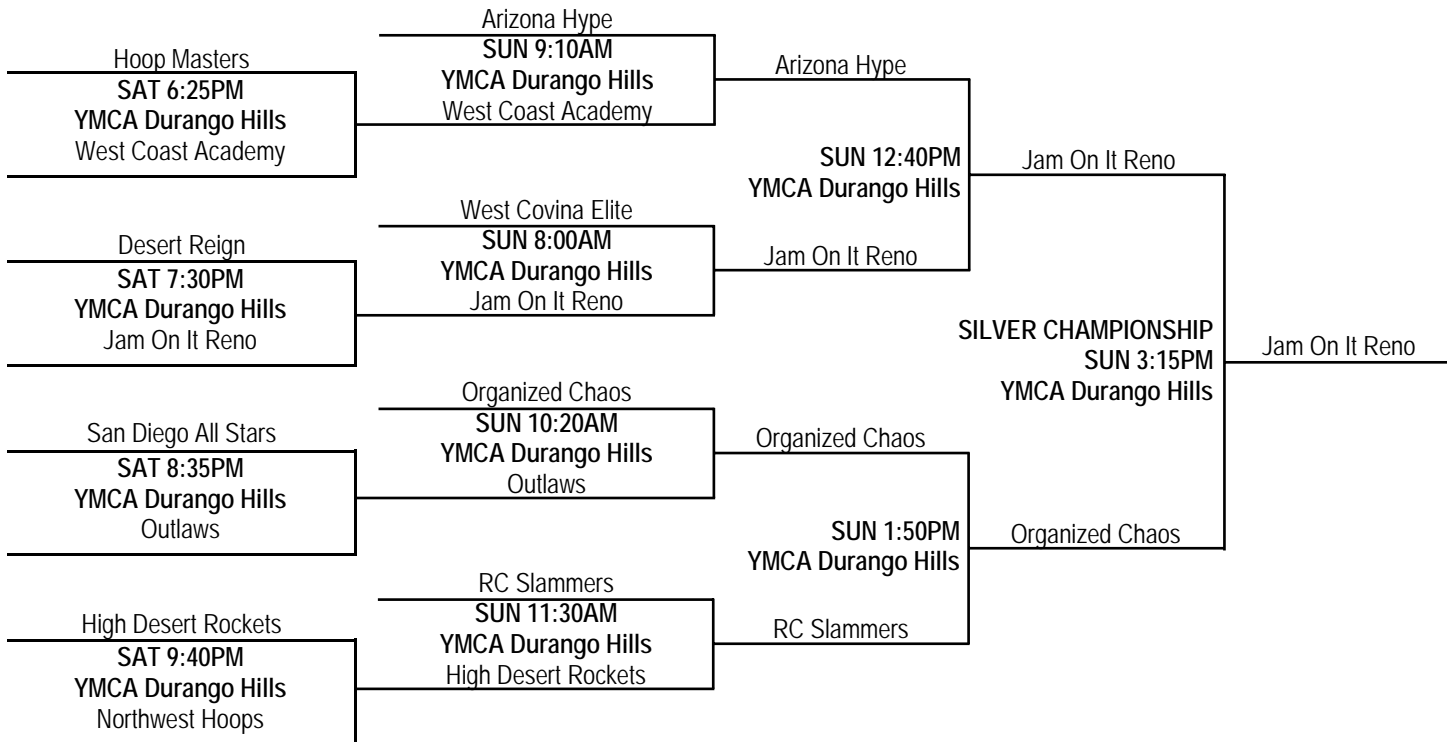 Hoop Masters
SAT 6:25PM
YMCA Durango Hills
West Coast Academy
Desert Reign
SAT 7:30PM
YMCA Durango Hills
Jam On It Reno
San Diego All Stars
SAT 8:35PM
YMCA Durango Hills
Outlaws
High Desert Rockets
SAT 9:40PM
YMCA Durango Hills
Northwest Hoops
Arizona Hype
SUN 9:10AM
YMCA Durango Hills
West Coast Academy
West Covina Elite
SUN 8:00AM
YMCA Durango Hills
Jam On It Reno
Organized Chaos
SUN 10:20AM
YMCA Durango Hills
Outlaws
RC Slammers
SUN 11:30AM
YMCA Durango Hills
High Desert Rockets
Arizona Hype
SUN 12:40PM
YMCA Durango Hills
Jam On It Reno
Organized Chaos
SUN 1:50PM
YMCA Durango Hills
RC Slammers
Jam On It Reno
SILVER CHAMPIONSHIP
SUN 3:15PM
YMCA Durango Hills
Organized Chaos
Jam On It Reno